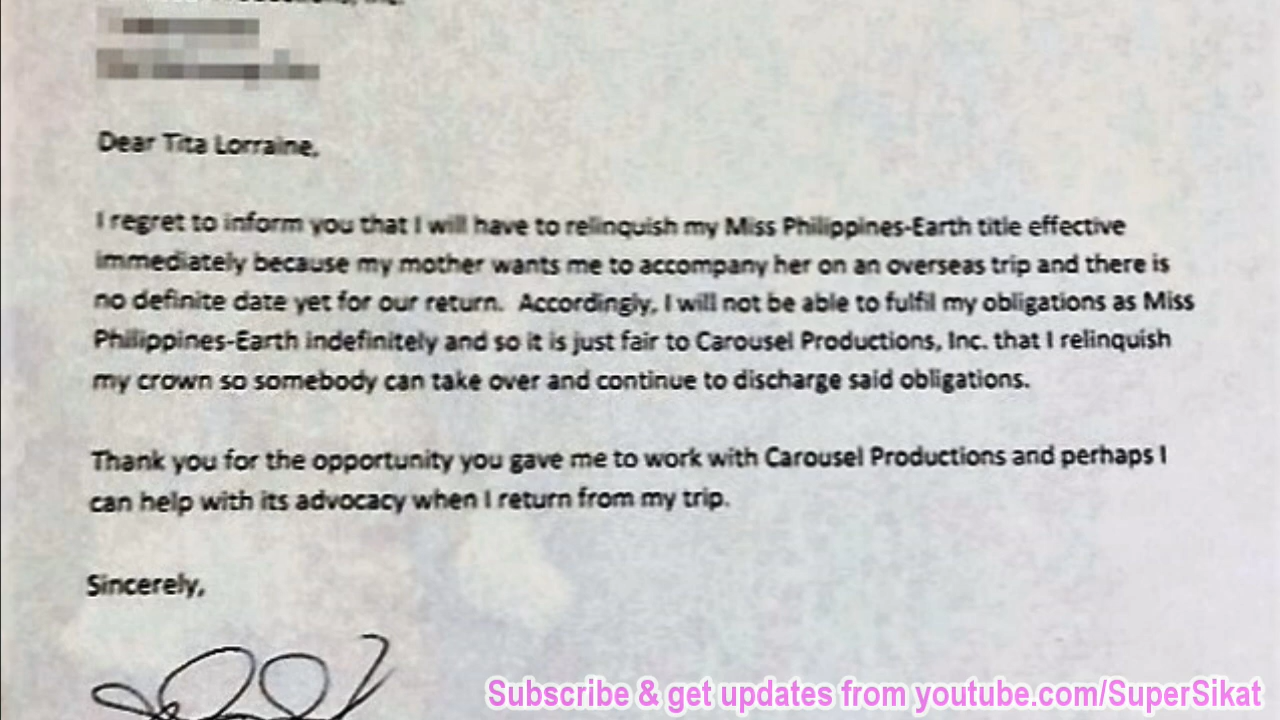 Dear Tita Lorraine,
I regret to inform you that I will have to relinquish my Miss Philippines-Earth title effective
immediately because my mother wants me to accompany her on an overseas trip and there is
no definite date yet for our return. Accordingly, I will not be able to fulfil my obligations as Miss
Philippines-Earth indefinitely and so it is just fair to Carousel Productions, Inc. that I relinquish
my crown so somebody can take over and continue to discharge said obligations.
Thank you for the opportunity you gave me to work with Carousel Productions and perhaps I
can help with its advocacy when I return from my trip.
Sincerely,
Subscribe & get updates from youtube.com/SuperSikat